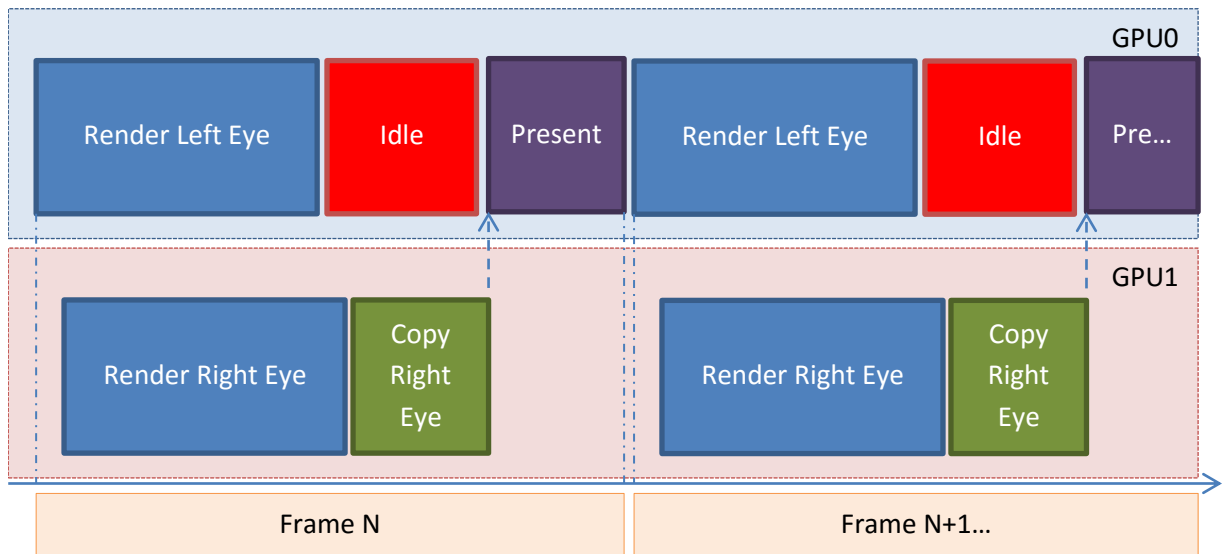 GPU0
Render Left Eye
Idle
Present
Render Left Eye
Idle
Pre…
GPU1
Render Right Eye
Copy
Right
Eye
Render Right Eye
Copy
Right
Eye
Frame N
Frame N+1…